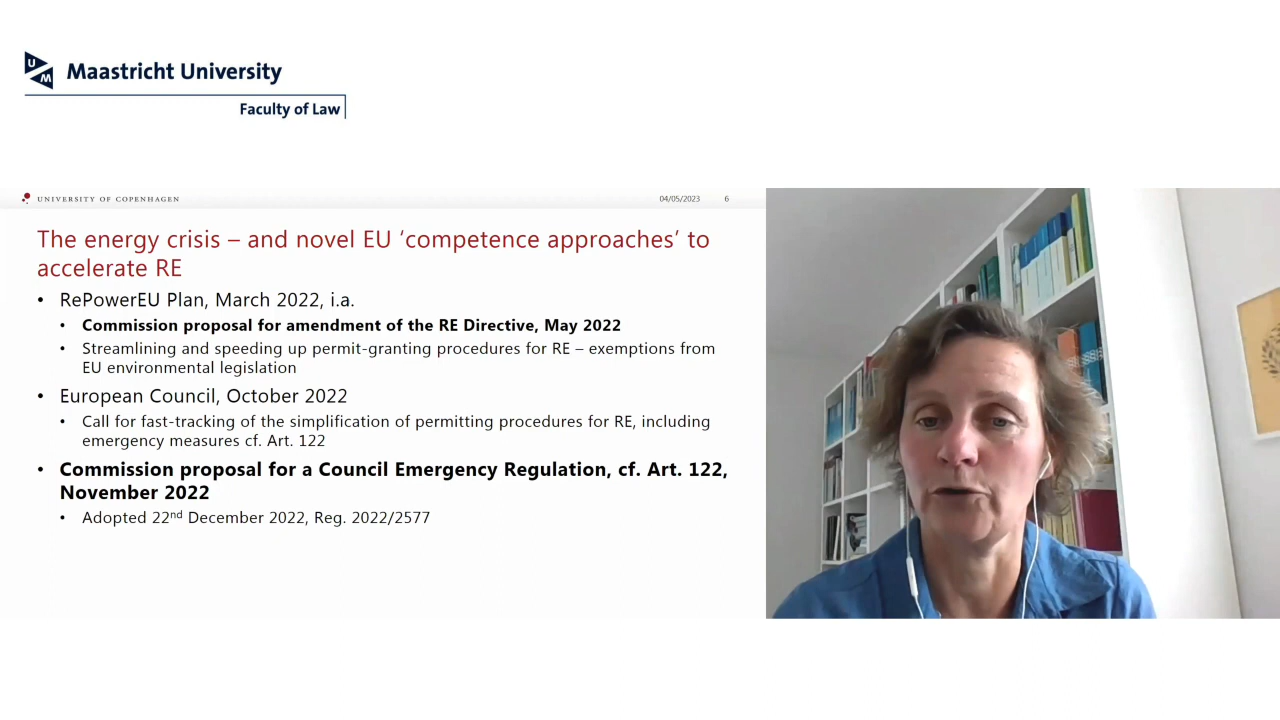 U
M
Maastricht University
Faculty of Law
UNIVERSITY OF COPENHAGEN
04/05/2023 6
The energy crisis – and novel EU ‘competence approaches’ to
accelerate RE
• RePowerEU Plan, March 2022, i.a.
• Commission proposal for amendment of the RE Directive, May 2022
• Streamlining and speeding up permit-granting procedures for RE – exemptions from
EU environmental legislation
• European Council, October 2022
• Call for fast-tracking of the simplification of permitting procedures for RE, including
emergency measures cf. Art. 122
• Commission proposal for a Council Emergency Regulation, cf. Art. 122,
November 2022
• Adopted 22nd December 2022, Reg. 2022/2577